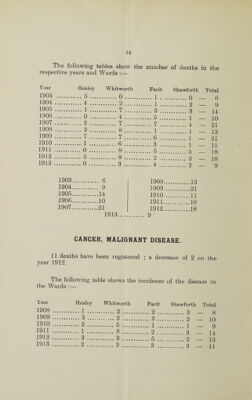 16
The following tables show the number of deaths in the
respective years and Wards :—
Year Healey Whitworth Facit Shawforth Total
1903 ............ 5 ............ 0 ............ 1 ............ 0 — 6
1904 ............ 4 ............ 2 ............ 1 ............ 2 — 9
1905 ............ 1 ............ 7 ............ 3 ............ 3 — 14
1906 ............ 0 ............ 4 ............ 5 ............ 1 — 10
1907 ............ 3 ............ 7 ............ 7 ............ 4 — 21
1908 ............ 3 ............ 8 ............ 1 ............ 1 — 13
1909 ............ 7 ............ 7 ............ 6 ............ 1 — 21
1910 ............ 1 ............ 6 ............ 3 ............ 1 — 11
1911 ............ 0 ............ 8 ............ 5 ............ 5 — 18
1912 ............ 5 ............ 8 ............ 2 ............ 3 — 18
1913 ............ 0 ............ 3 ............ 4 ............ 2 — 9
1903............ 6 1908............13
1904............ 9 1909............21
1905............14 1910............11
1906............10 1911............18
1907............21 1912............18
1913............ 9
CANCER, MALIGNANT DISEASE.
11 deaths have been registered ; a decrease of 2 on the
year 1912.
The following table shows the incidence of the disease in
the Wards :—
Year Healey Whitworth Facit Shawforth Total
1908 ............ 1 ............ 2 ............ 2 ............ 3 — 8
1909 ............ 3 ............ 2 ............ 3 ............ 2 — 10
1910 ............ 2 ............ 5 ............ 1 ............ 1 — 9
1911 ............ 1 ............ 8 ............ 2 ............ 3 — 14
1912 ............ 3 ............ 3 ............ 5 ............ 2 — 13
1913 ............ 2 ............ 3 ............ 3 ............ 3 — 11